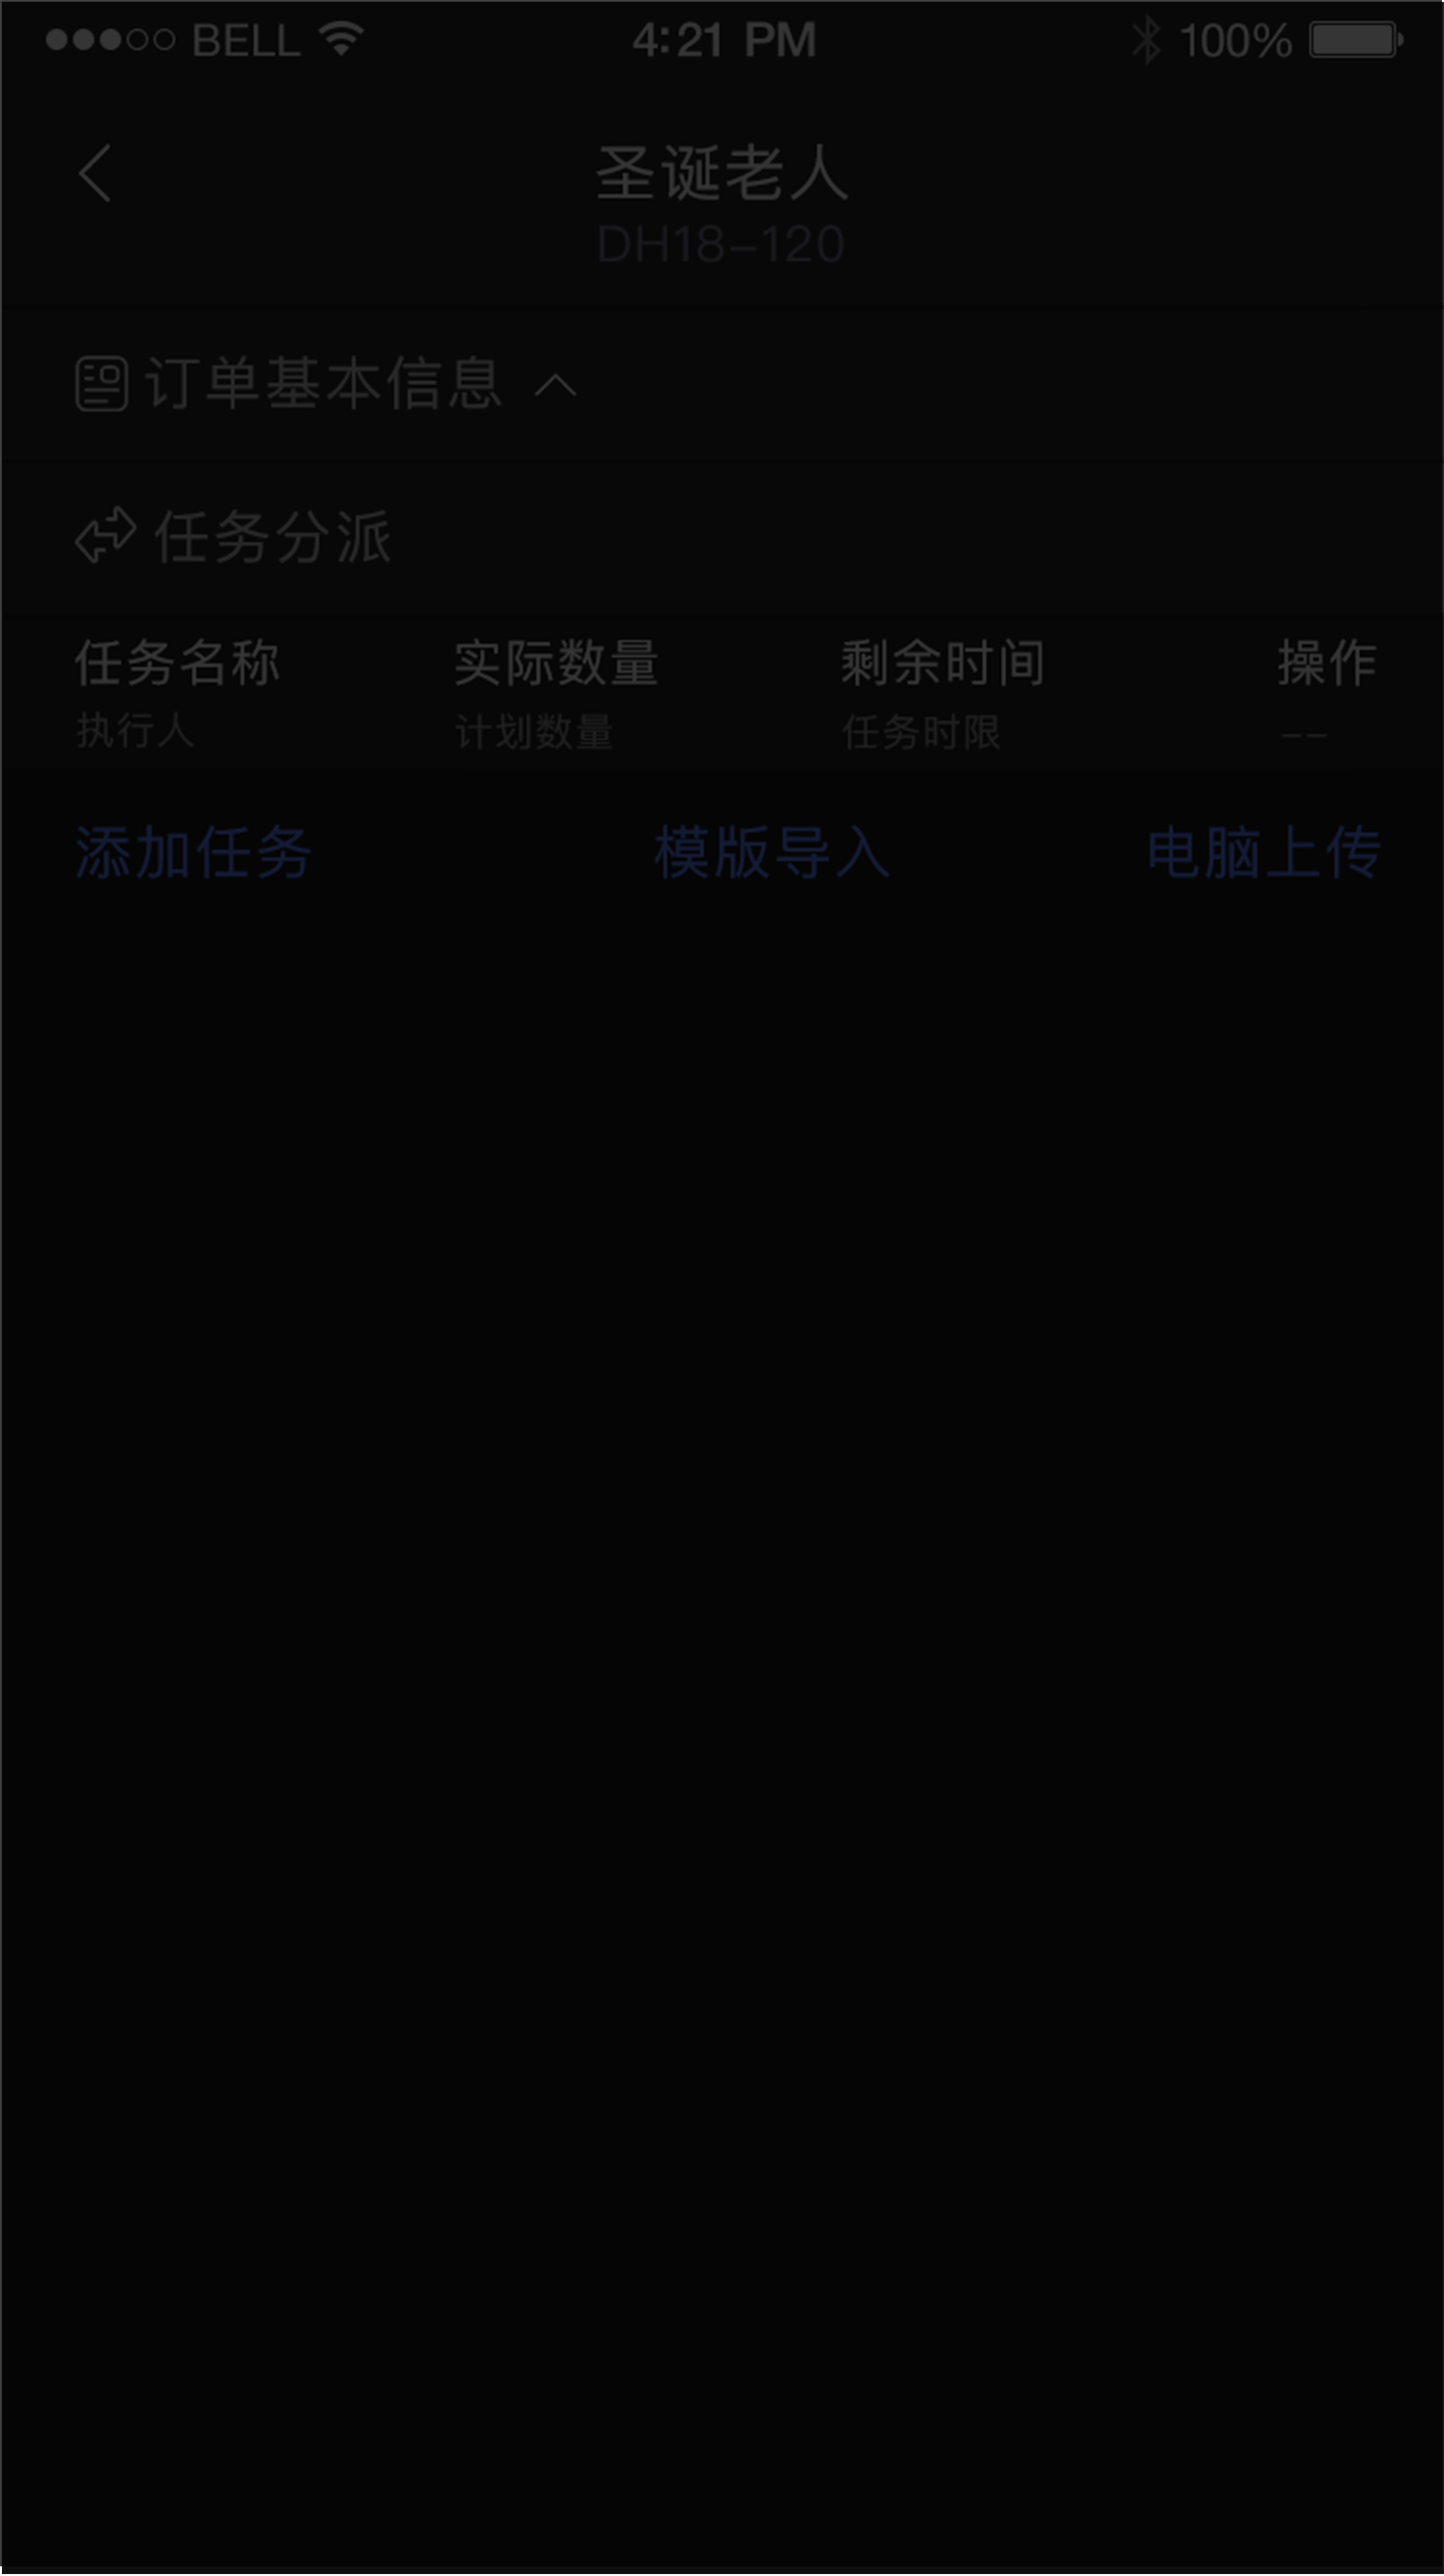 BELL 4:21 PM 100%
圣诞老人
DH18-120
订单基本信息
任务分派
任务名称 实际数量 剩余时间 操作
执行人 计划数量 任务时限 --
添加任务 模版导入 电脑上传